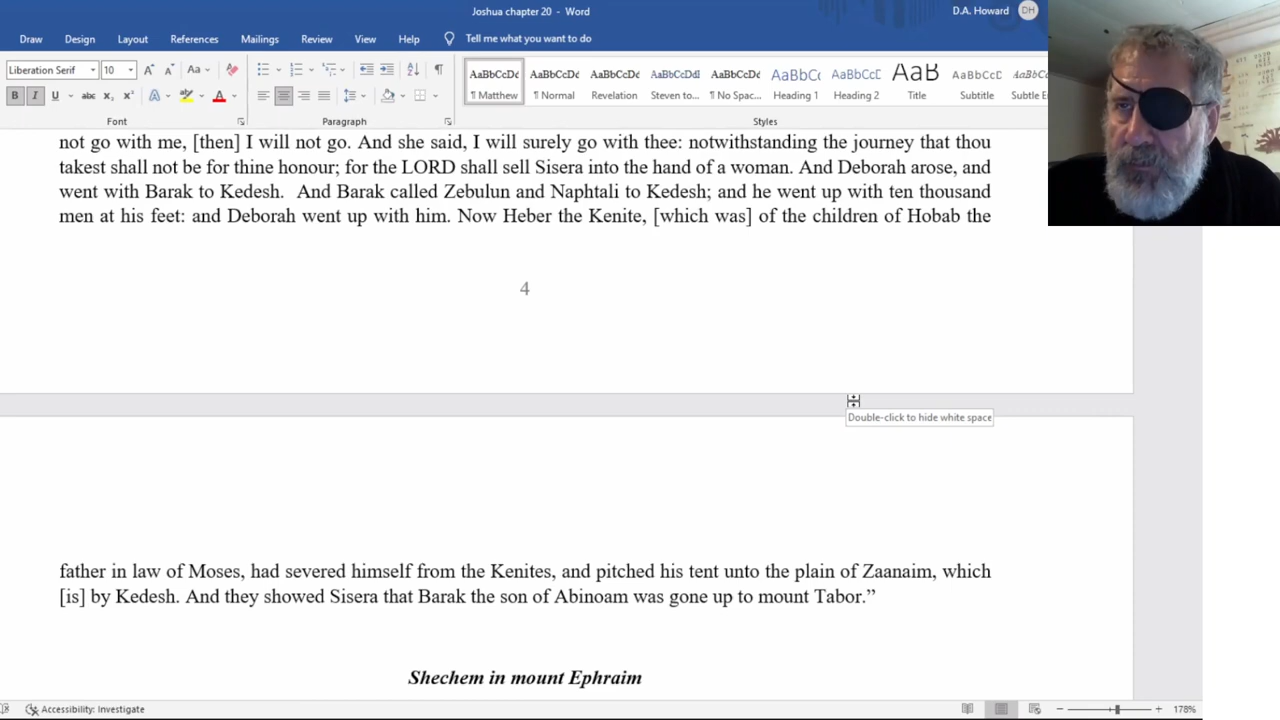 Joshua chapter 20 - Word
D.A. Howard
DH
Draw Design Layout References Mailings Review View Help Tell me what you want to do
Liberation Serif 10 Aa
B I U abc x₂ x² A A
Font Paragraph Styles
AaBbCcDc AaBbCcDc AaBbCcDc AaBbCcDdl AaBbCcDc AaBbCc AaBbCcD AaB AaBbCcD AaBbCcDc
¶ Matthew ¶ Normal Revelation Steven to... ¶ No Spac... Heading 1 Heading 2 Title Subtitle Subtle E
not go with me, [then] I will not go. And she said, I will surely go with thee: notwithstanding the journey that thou
takest shall not be for thine honour; for the LORD shall sell Sisera into the hand of a woman. And Deborah arose, and
went with Barak to Kedesh. And Barak called Zebulun and Naphtali to Kedesh; and he went up with ten thousand
men at his feet: and Deborah went up with him. Now Heber the Kenite, [which was] of the children of Hobab the
4
Double-click to hide white space
father in law of Moses, had severed himself from the Kenites, and pitched his tent unto the plain of Zaanaim, which
[is] by Kedesh. And they showed Sisera that Barak the son of Abinoam was gone up to mount Tabor.”
Shechem in mount Ephraim
Accessibility: Investigate
178%